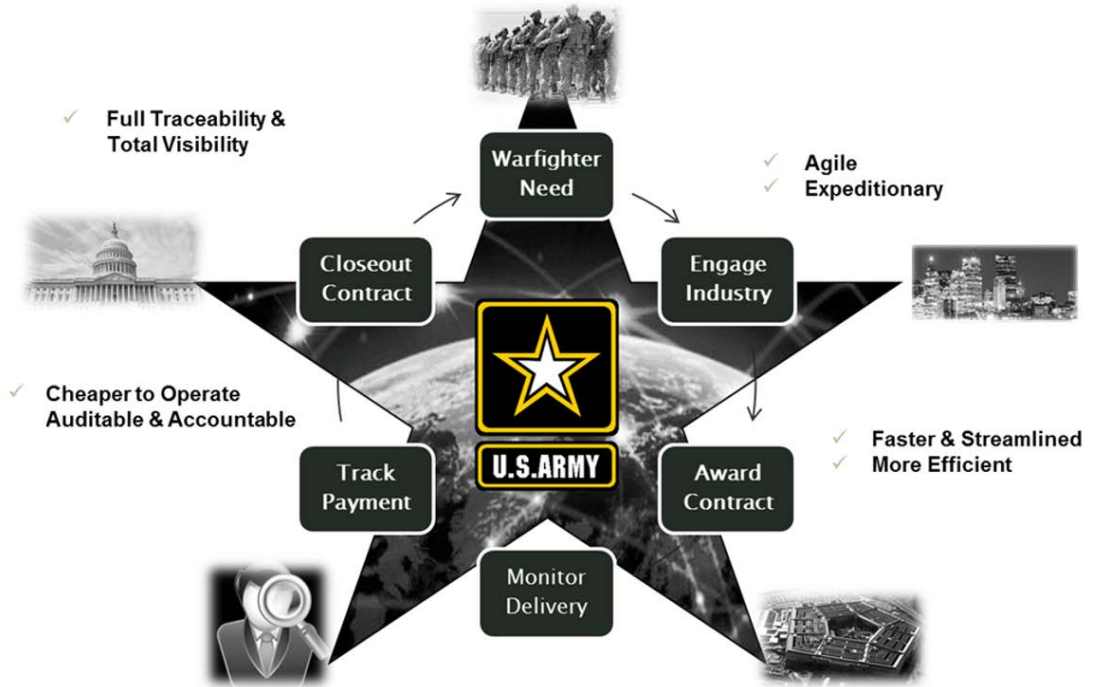 Full Traceability &
Total Visibility
Warfighter
Need
Agile
Expeditionary
Closeout
Contract
Engage
Industry
Cheaper to Operate
Auditable & Accountable
U.S.ARMY
Faster & Streamlined
More Efficient
Track
Payment
Award
Contract
Monitor
Delivery